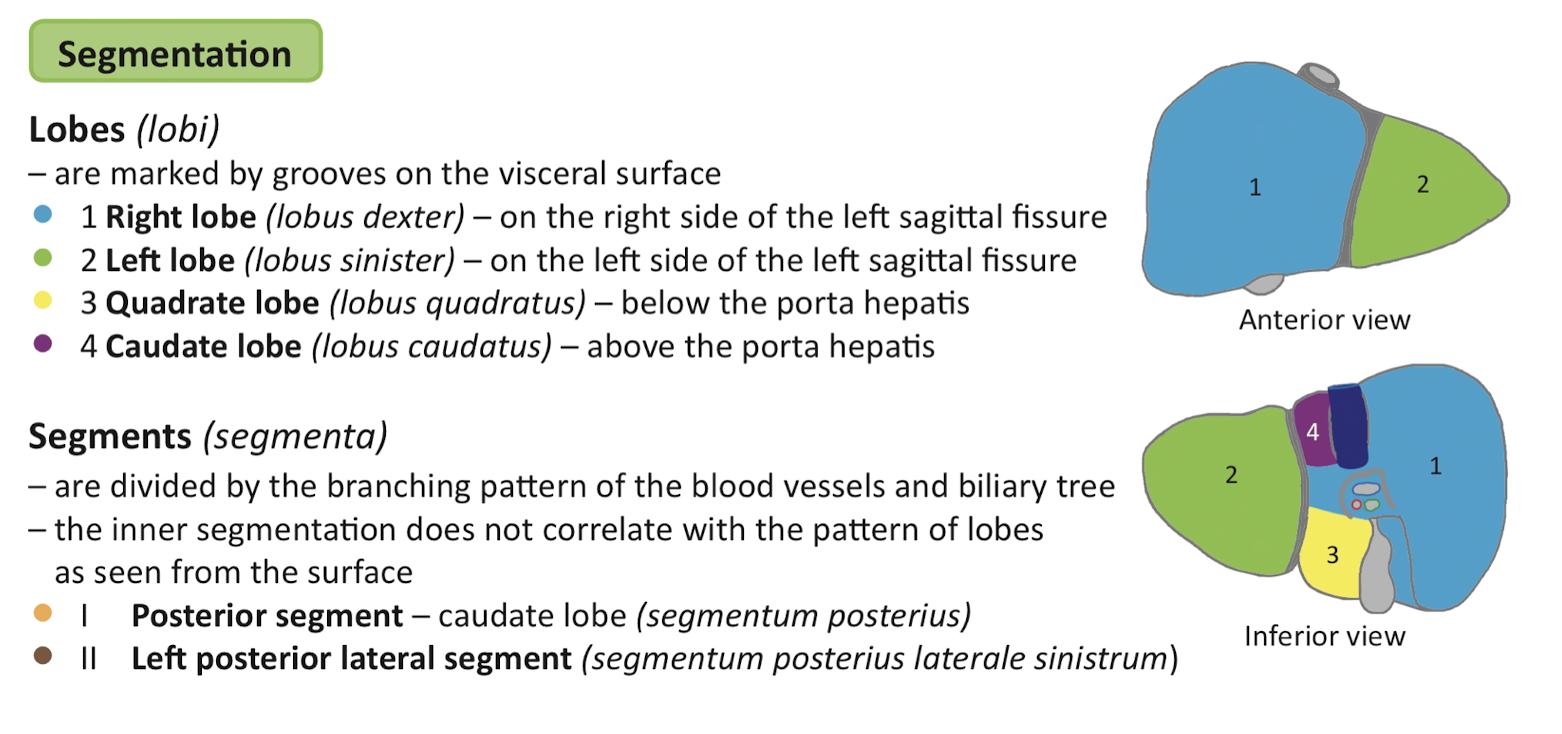 Segmentation
Lobes (lobi)
– are marked by grooves on the visceral surface
1 Right lobe (lobus dexter) – on the right side of the left sagittal fissure
2 Left lobe (lobus sinister) – on the left side of the left sagittal fissure
3 Quadrate lobe (lobus quadratus) – below the porta hepatis
4 Caudate lobe (lobus caudatus) – above the porta hepatis
Segments (segmenta)
– are divided by the branching pattern of the blood vessels and biliary tree
– the inner segmentation does not correlate with the pattern of lobes
as seen from the surface
I Posterior segment – caudate lobe (segmentum posterius)
II Left posterior lateral segment (segmentum posterius laterale sinistrum)
1
2
Anterior view
4
2
1
3
Inferior view